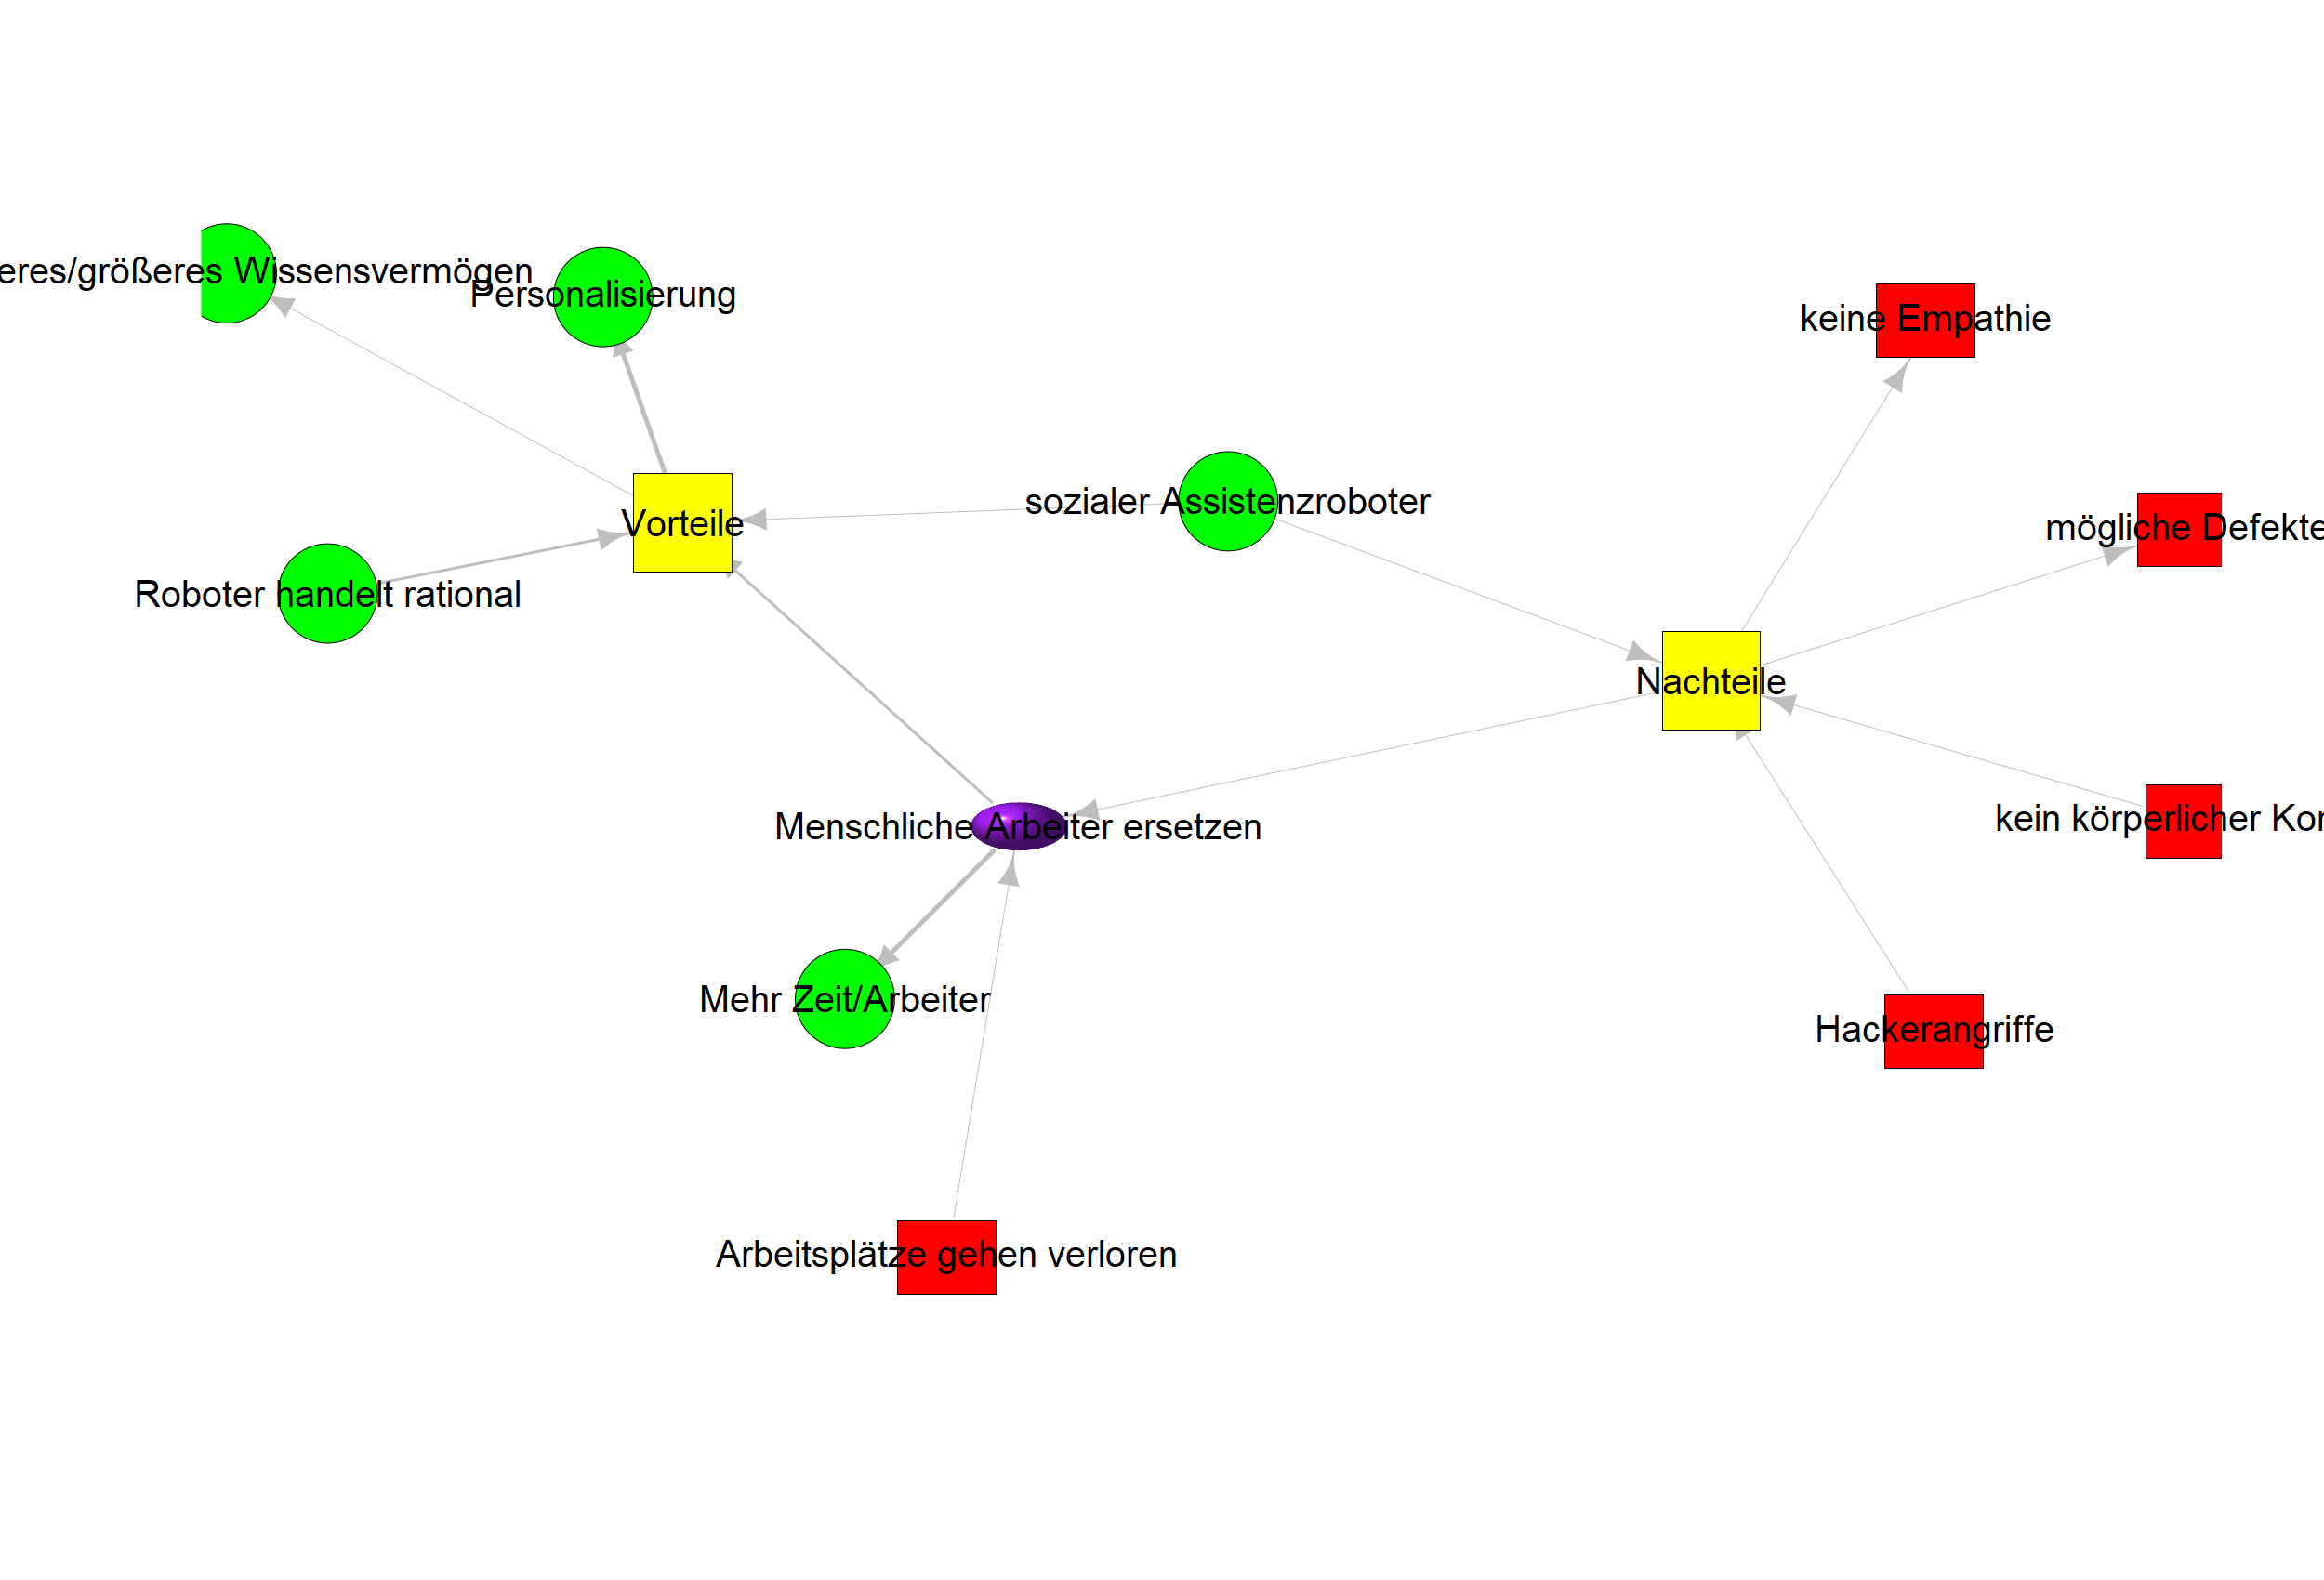 eres/größeres Wissensvermögen
Personalisierung
keine Empathie
sozialer Assistenzroboter
Vorteile
mögliche Defekte
Roboter handelt rational
Nachteile
kein körperlicher Kon
Menschliche Arbeiter ersetzen
Mehr Zeit/Arbeiter
Hackerangriffe
Arbeitsplätze gehen verloren